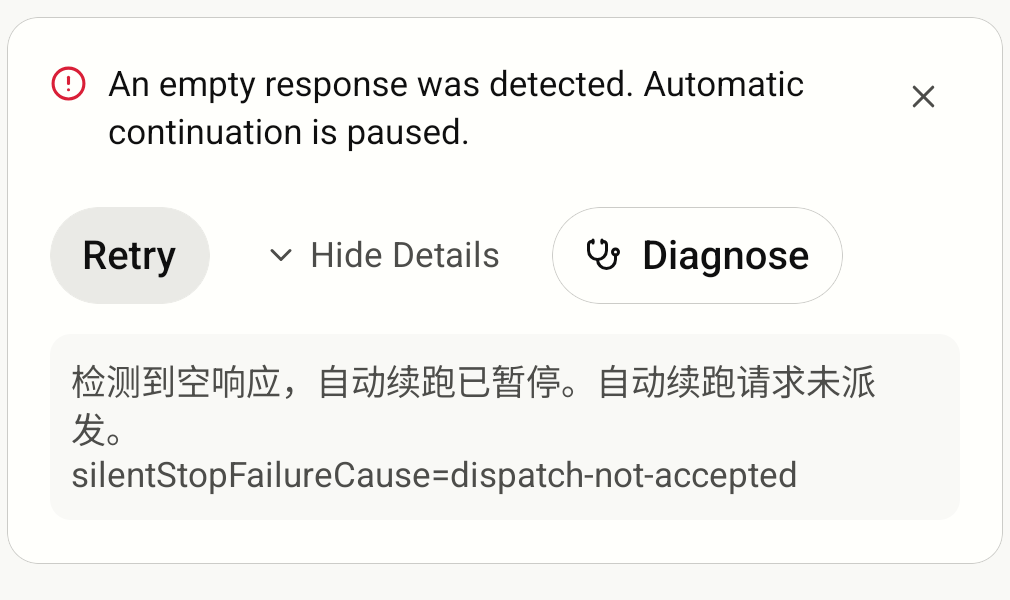 An empty response was detected. Automatic
continuation is paused.
Retry
Hide Details
Diagnose
检测到空响应，自动续跑已暂停。自动续跑请求未派
发。
silentStopFailureCause=dispatch-not-accepted